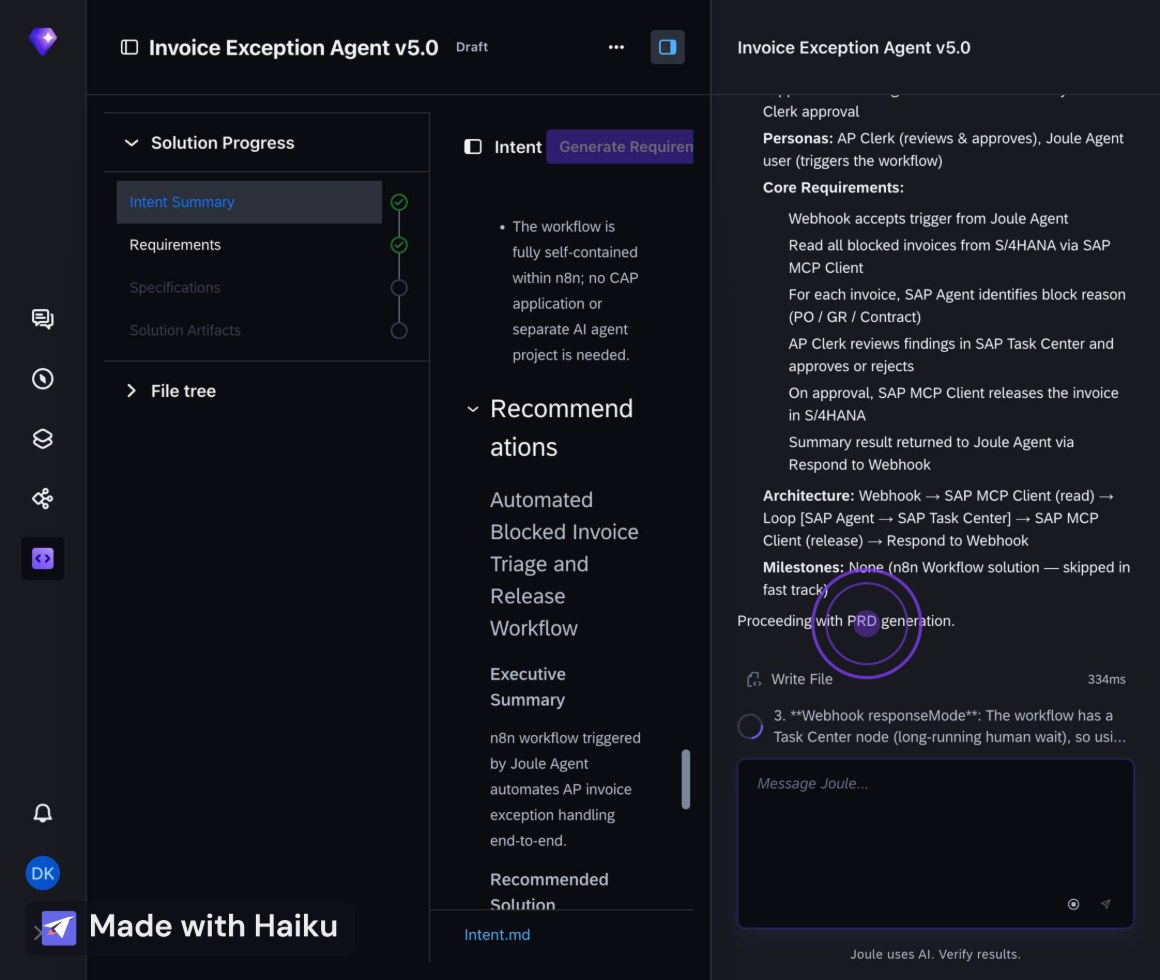 Invoice Exception Agent v5.0
Draft
Solution Progress
Intent Summary
Requirements
Specifications
Solution Artifacts
File tree
Intent
Generate Requirem
• The workflow is
fully self-contained
within n8n; no CAP
application or
separate AI agent
project is needed.
Recommend
ations
Automated
Blocked Invoice
Triage and
Release
Workflow
Executive
Summary
n8n workflow triggered
by Joule Agent
automates AP invoice
exception handling
end-to-end.
Recommended
Solution
Intent.md
Invoice Exception Agent v5.0
Clerk approval
Personas: AP Clerk (reviews & approves), Joule Agent
user (triggers the workflow)
Core Requirements:
Webhook accepts trigger from Joule Agent
Read all blocked invoices from S/4HANA via SAP
MCP Client
For each invoice, SAP Agent identifies block reason
(PO / GR / Contract)
AP Clerk reviews findings in SAP Task Center and
approves or rejects
On approval, SAP MCP Client releases the invoice
in S/4HANA
Summary result returned to Joule Agent via
Respond to Webhook
Architecture: Webhook → SAP MCP Client (read) →
Loop [SAP Agent → SAP Task Center] → SAP MCP
Client (release) → Respond to Webhook
Milestones: None (n8n Workflow solution — skipped in
fast track)
Proceeding with PRD generation.
Write File
334ms
3. **Webhook responseMode**: The workflow has a
Task Center node (long-running human wait), so usi...
Message Joule...
Joule uses AI. Verify results.
DK
Made with Haiku